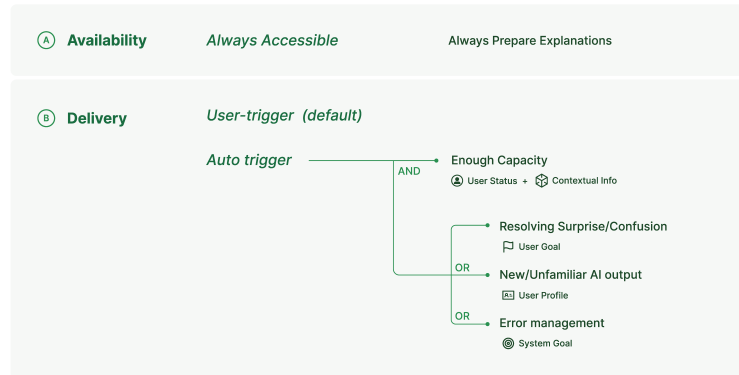 A Availability Always Accessible Always Prepare Explanations
B Delivery User-trigger (default)
Auto trigger AND Enough Capacity
User Status + Contextual Info
Resolving Surprise/Confusion
User Goal
OR New/Unfamiliar AI output
User Profile
OR Error management
System Goal